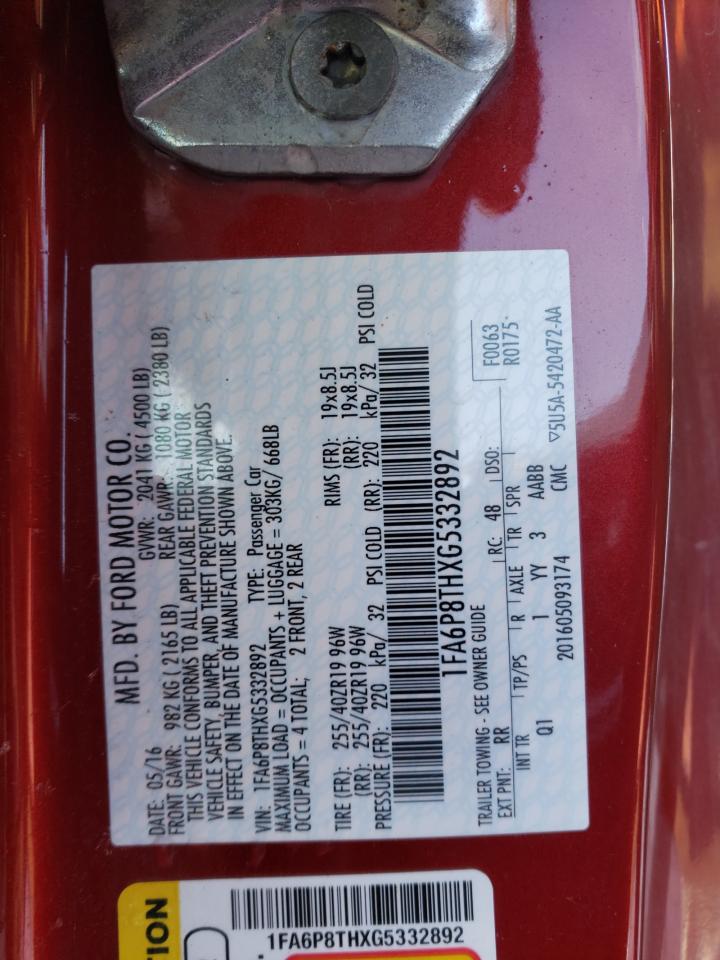 MFD. BY FORD MOTOR CO.
DATE: 05/16 GVWR: 2041 KG ( 4500 LB)
FRONT GAWR: 982 KG ( 2165 LB) REAR GAWR: 1080 KG ( 2380 LB)
THIS VEHICLE CONFORMS TO ALL APPLICABLE FEDERAL MOTOR
VEHICLE SAFETY, BUMPER, AND THEFT PREVENTION STANDARDS
IN EFFECT ON THE DATE OF MANUFACTURE SHOWN ABOVE.
VIN: 1FA6P8THXG5332892 TYPE: Passenger Car
MAXIMUM LOAD = OCCUPANTS + LUGGAGE = 303KG/ 668LB
OCCUPANTS = 4 TOTAL; 2 FRONT, 2 REAR
TIRE (FR): 255/40ZR19 96W RIMS (FR): 19x8.5J
(RR): 255/40ZR19 96W (RR): 19x8.5J
PRESSURE (FR): 220 kPa/ 32 PSI COLD (RR): 220 kPa/ 32 PSI COLD
1FA6P8THXG5332892
TRAILER TOWING - SEE OWNER GUIDE
EXT PNT: RR RC: 48 DSO: F0063
R0175
INT TR TP/PS R AXLE TR SPR
Q1 1 YY 3 AABB
201605093174 CMC ▽5U5A-5420472-AA
TION
1FA6P8THXG5332892